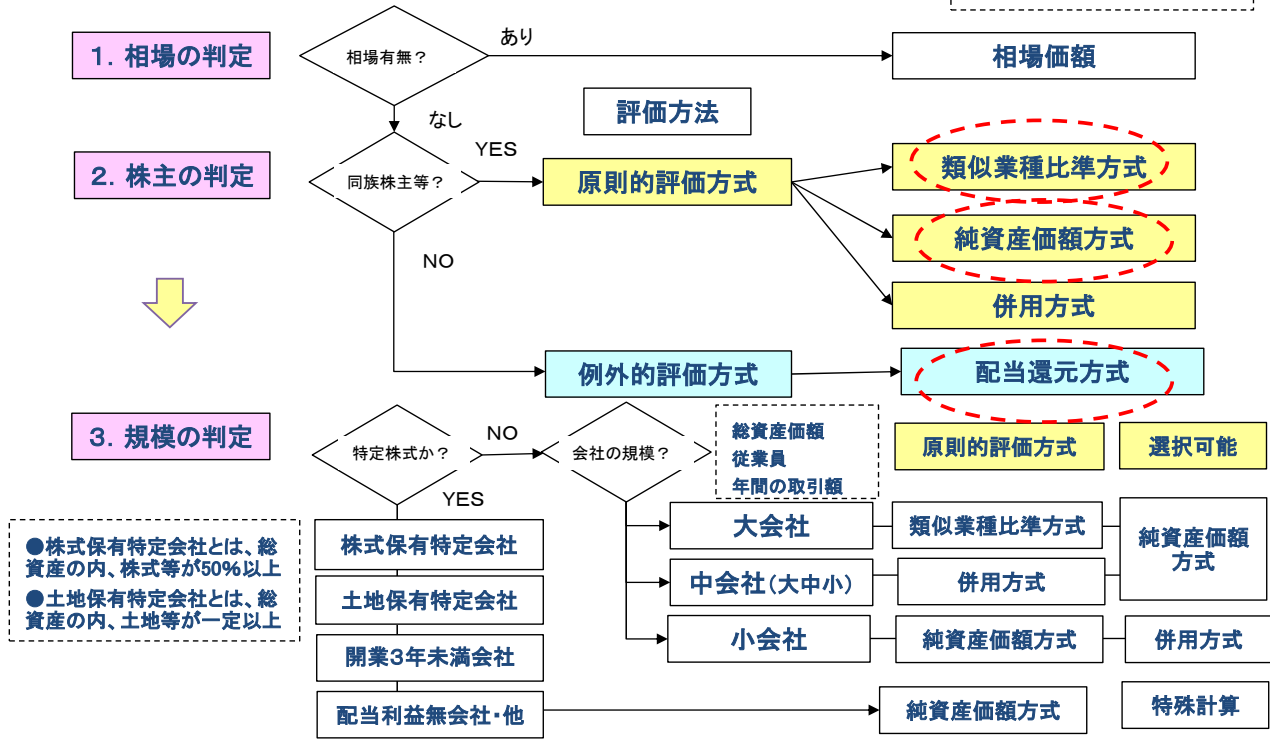 1. 相場の判定
相場有無？
あり
相場価額
なし
評価方法
2. 株主の判定
同族株主等？
YES
原則的評価方式
類似業種比準方式
純資産価額方式
併用方式
NO
例外的評価方式
配当還元方式
3. 規模の判定
特定株式か？
NO
会社の規模？
総資産価額
従業員
年間の取引額
原則的評価方式
選択可能
YES
●株式保有特定会社とは、総
資産の内、株式等が50％以上
●土地保有特定会社とは、総
資産の内、土地等が一定以上
株式保有特定会社
土地保有特定会社
開業3年未満会社
配当利益無会社・他
大会社
類似業種比準方式
純資産価額
方式
中会社（大中小）
併用方式
小会社
純資産価額方式
併用方式
純資産価額方式
特殊計算